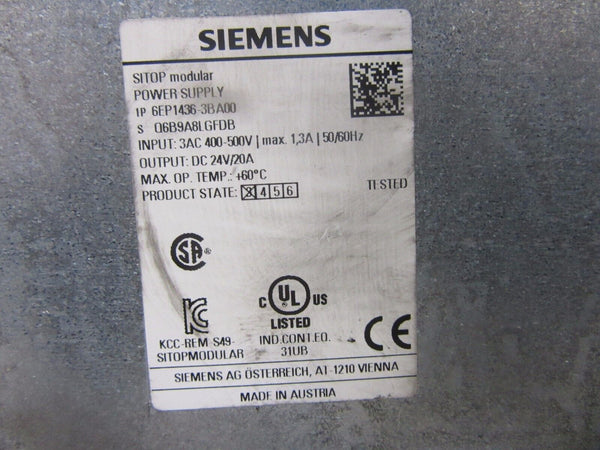 SIEMENS
SITOP modular
POWER SUPPLY
1P 6EP1436-3BA00
S Q6B9A8LGFDB
INPUT: 3AC 400-500V | max. 1,3A | 50/60Hz
OUTPUT: DC 24V/20A
MAX. OP. TEMP.: +60°C
PRODUCT STATE: 3 4 5 6
TESTED
SA ®
C UL US
LISTED
IND.CONT.EQ.
31UB
KC
KCC-REM-S49-
SITOPMODULAR
CE
SIEMENS AG ÖSTERREICH, AT-1210 VIENNA
MADE IN AUSTRIA